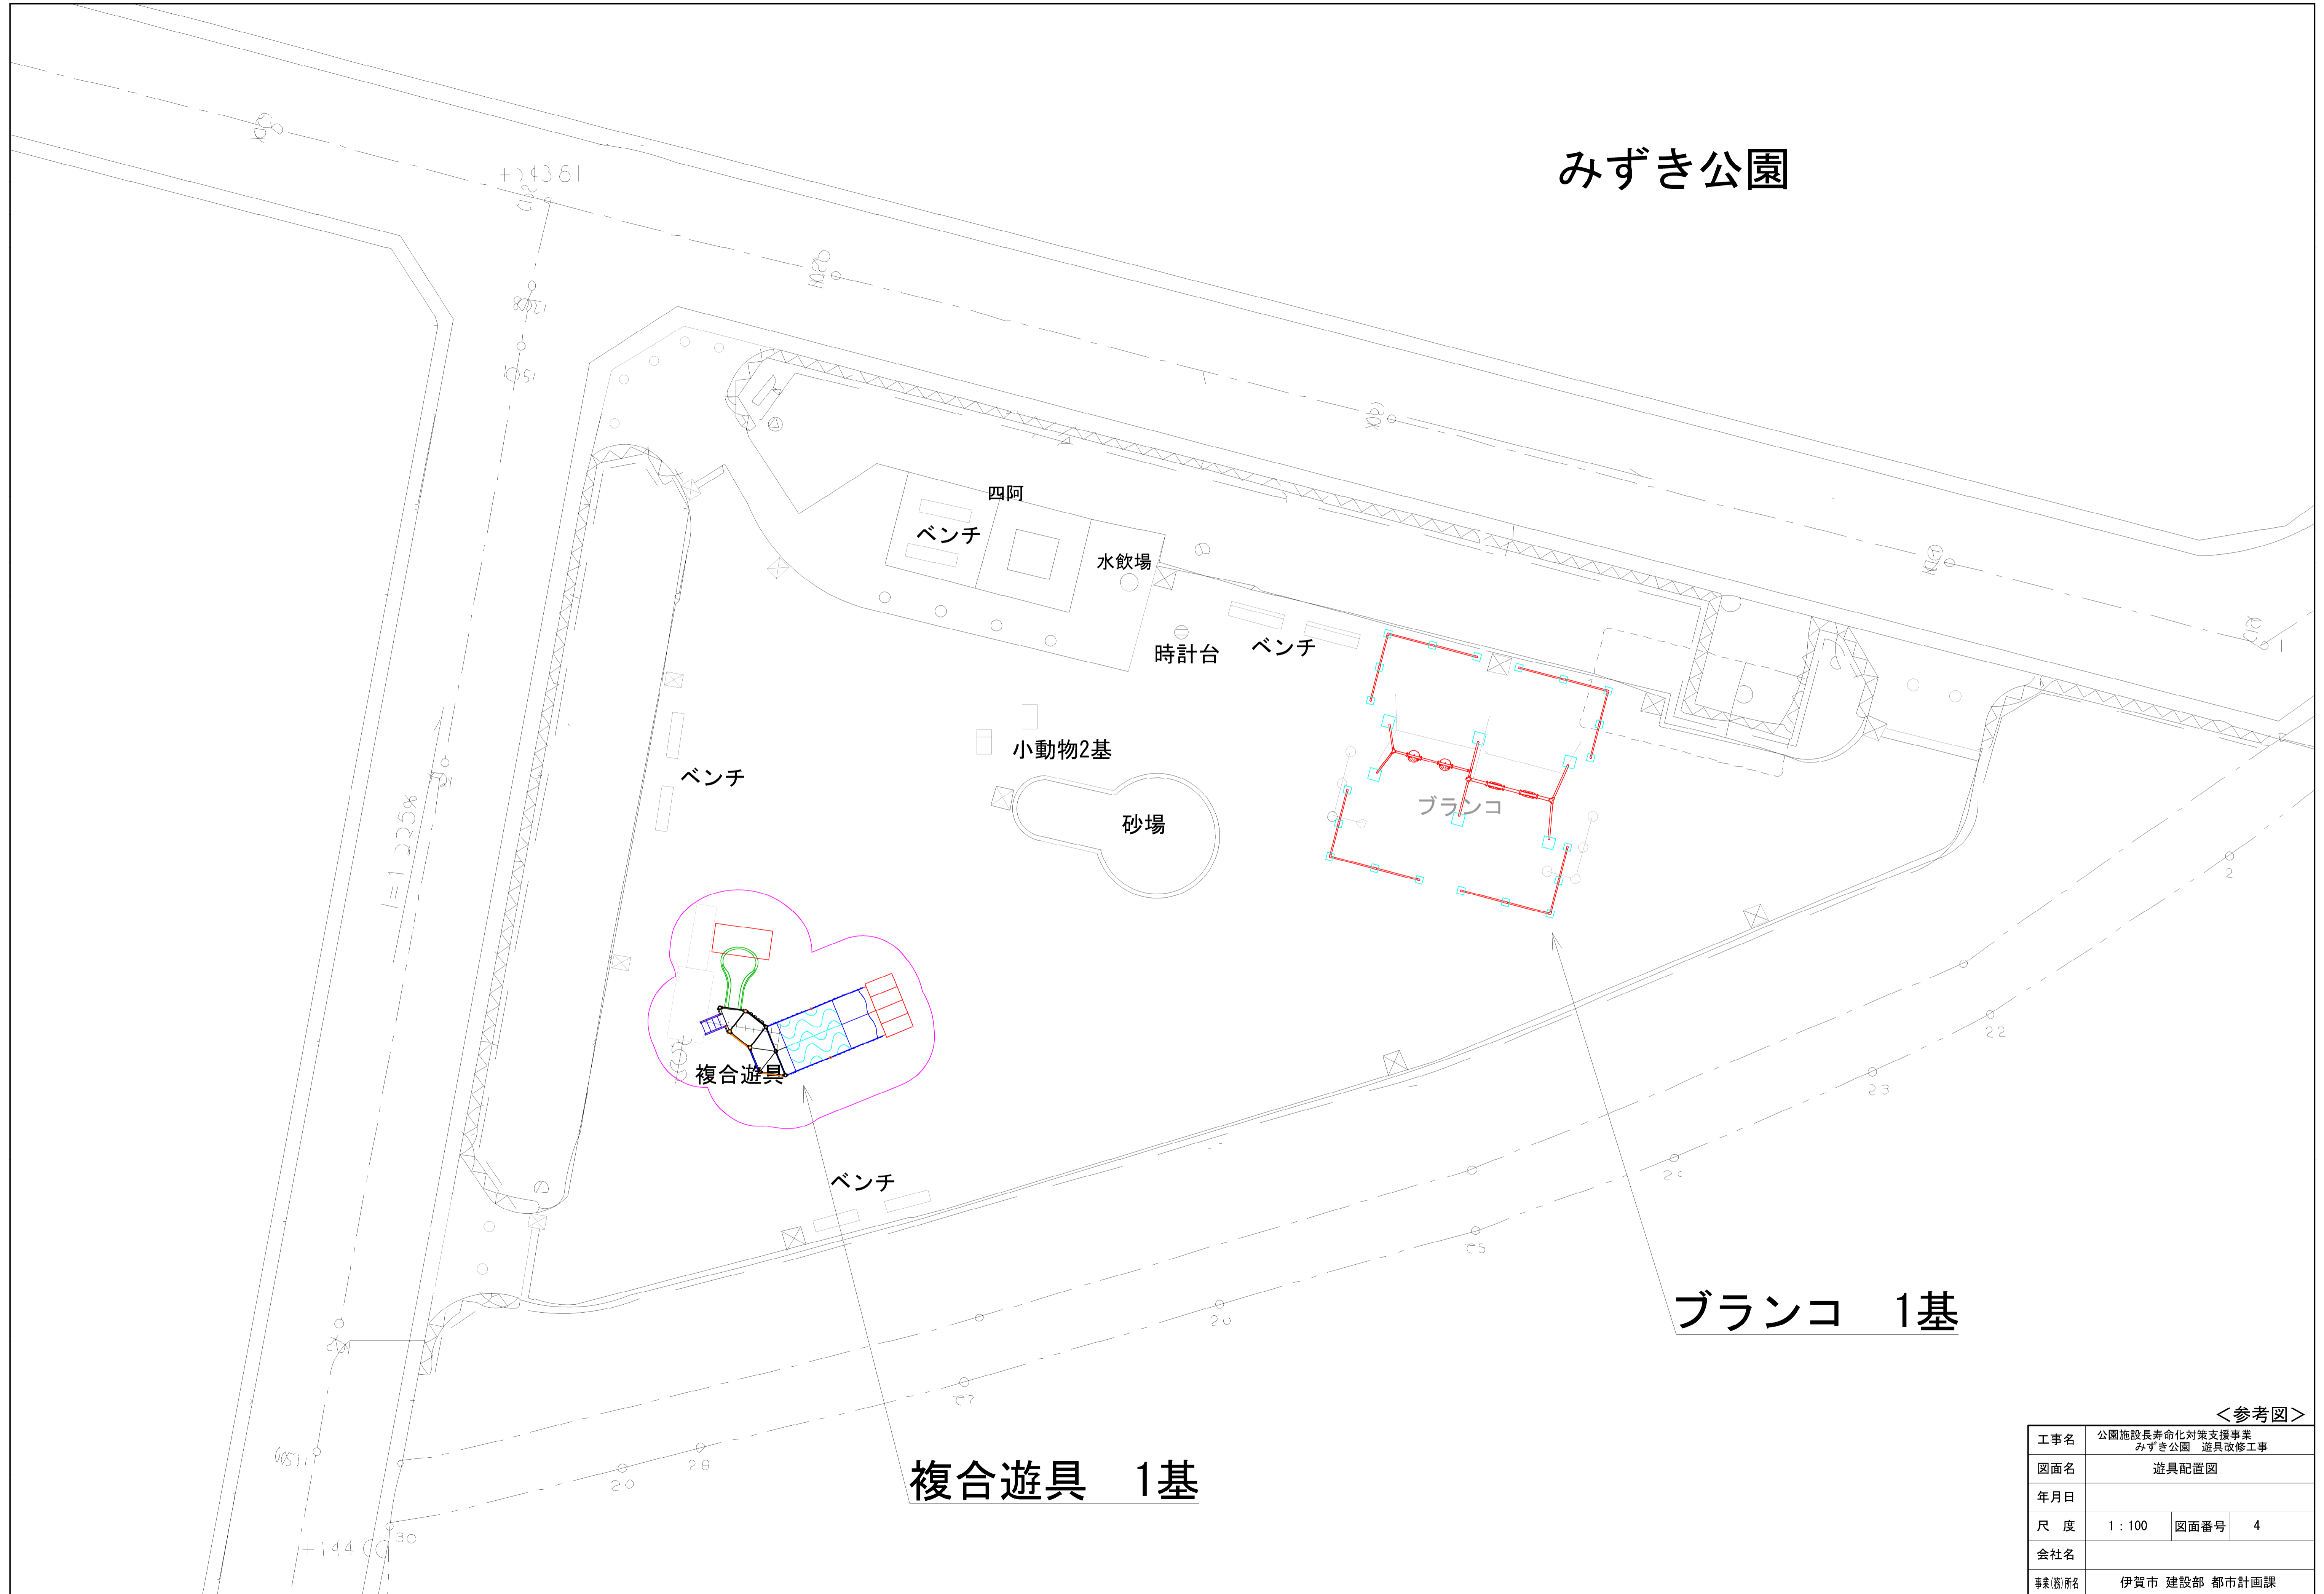 みずき公園
+14361
四阿
ベンチ
水飲場
時計台
ベンチ
小動物2基
ベンチ
ブランコ
砂場
複合遊具
ベンチ
21
22
23
28
30
ブランコ 1基
複合遊具 1基
<参考図>
工事名 公園施設長寿命化対策支援事業
みずき公園 遊具改修工事
図面名 遊具配置図
年月日
尺 度 1:100 図面番号 4
会社名
事業(務)所名 伊賀市 建設部 都市計画課